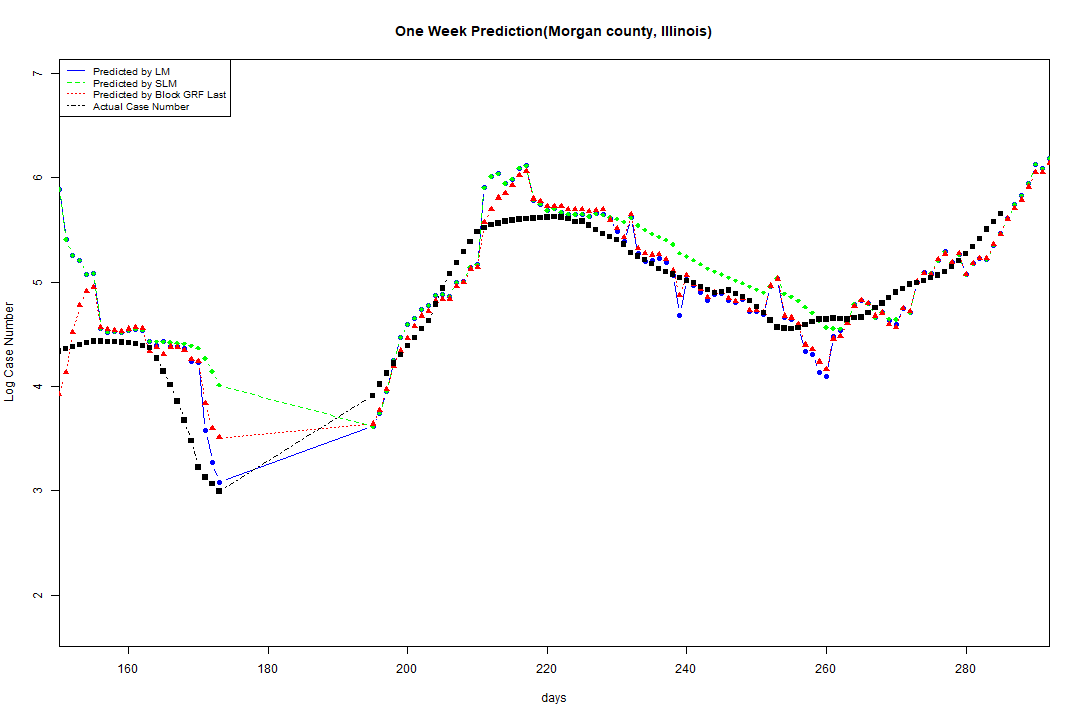 One Week Prediction(Morgan county, Illinois)
Predicted by LM
Predicted by SLM
Predicted by Block GRF Last
Actual Case Number
Log Case Number
7
6
5
4
3
2
160 180 200 220 240 260 280
days